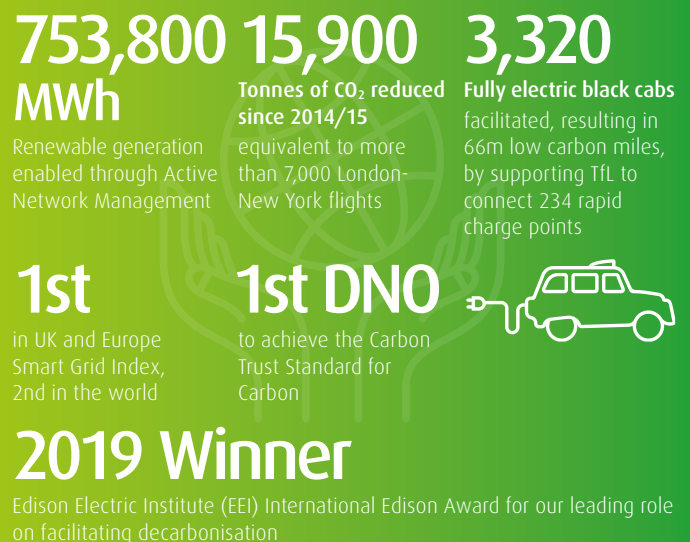 753,800
MWh
Renewable generation
enabled through Active
Network Management
15,900
Tonnes of CO₂ reduced
since 2014/15
equivalent to more
than 7,000 London-
New York flights
3,320
Fully electric black cabs
facilitated, resulting in
66m low carbon miles,
by supporting TfL to
connect 234 rapid
charge points
1st
in UK and Europe
Smart Grid Index,
2nd in the world
1st DNO
to achieve the Carbon
Trust Standard for
Carbon
2019 Winner
Edison Electric Institute (EEI) International Edison Award for our leading role
on facilitating decarbonisation